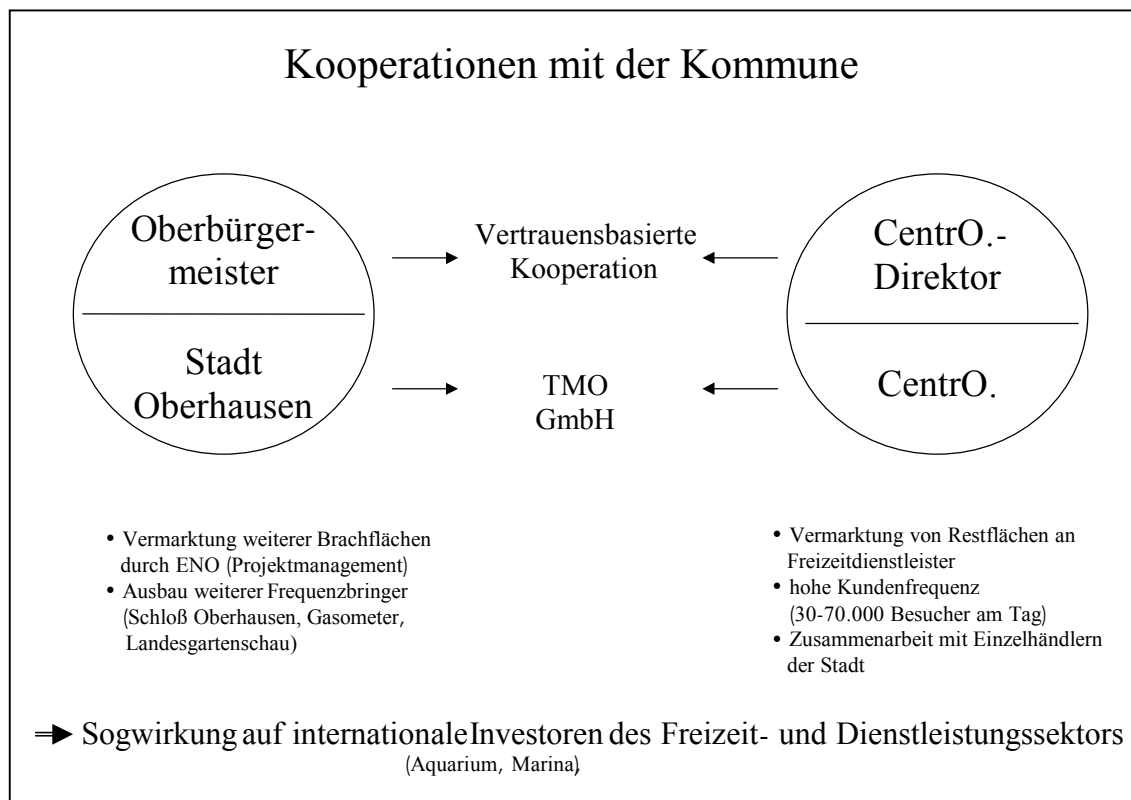 Kooperationen mit der Kommune
Oberbürger-
meister
Stadt
Oberhausen
Vertrauensbasierte
Kooperation
TMO
GmbH
CentrO.-
Direktor
CentrO.
• Vermarktung weiterer Brachflächen
durch ENO (Projektmanagement)
• Ausbau weiterer Frequenzbringer
(Schloß Oberhausen, Gasometer,
Landesgartenschau)
• Vermarktung von Restflächen an
Freizeitdienstleister
• hohe Kundenfrequenz
(30-70.000 Besucher am Tag)
• Zusammenarbeit mit Einzelhändlern
der Stadt
Sogwirkung auf internationale Investoren des Freizeit- und Dienstleistungssektors
(Aquarium, Marina),